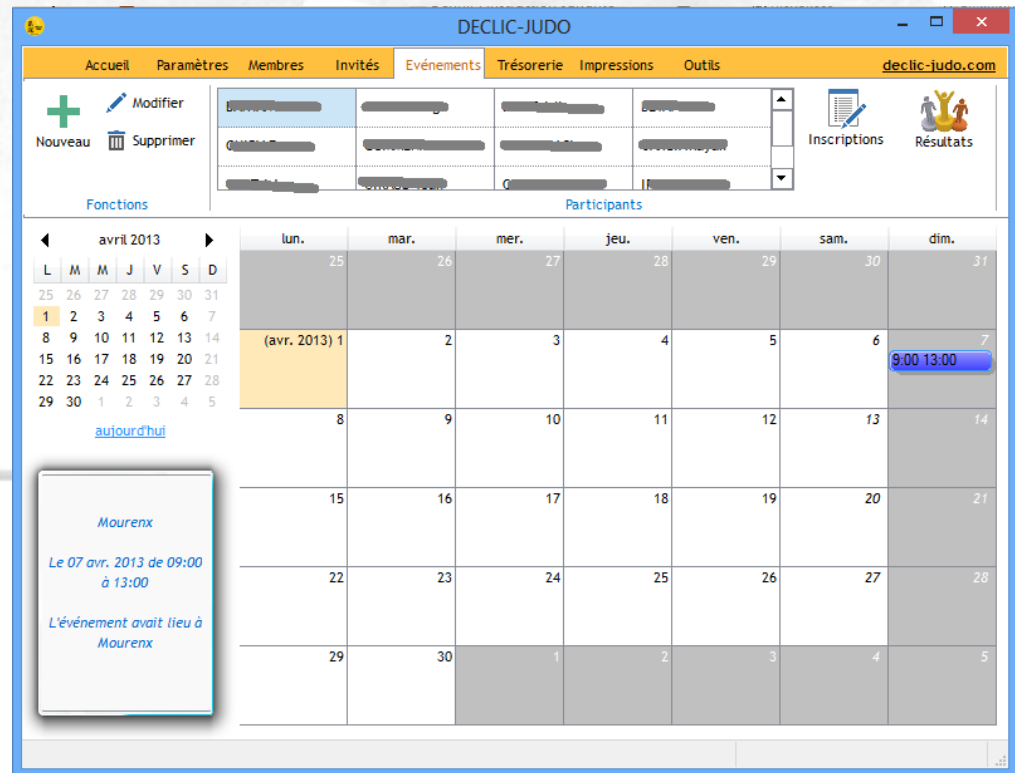 DECLIC-JUDO
Accueil Paramètres Membres Invités Evénements Trésorerie Impressions Outils declic-judo.com
Nouveau
Modifier
Supprimer
Fonctions
Participants
Inscriptions
Résultats
avril 2013
L M M J V S D
25 26 27 28 29 30 31
1 2 3 4 5 6 7
8 9 10 11 12 13 14
15 16 17 18 19 20 21
22 23 24 25 26 27 28
29 30 1 2 3 4 5
aujourd'hui
Mourenx
Le 07 avr. 2013 de 09:00
à 13:00
L'événement avait lieu à
Mourenx
lun. mar. mer. jeu. ven. sam. dim.
25 26 27 28 29 30 31
(avr. 2013) 1 2 3 4 5 6 7
9:00 13:00
8 9 10 11 12 13 14
15 16 17 18 19 20 21
22 23 24 25 26 27 28
29 30 1 2 3 4 5